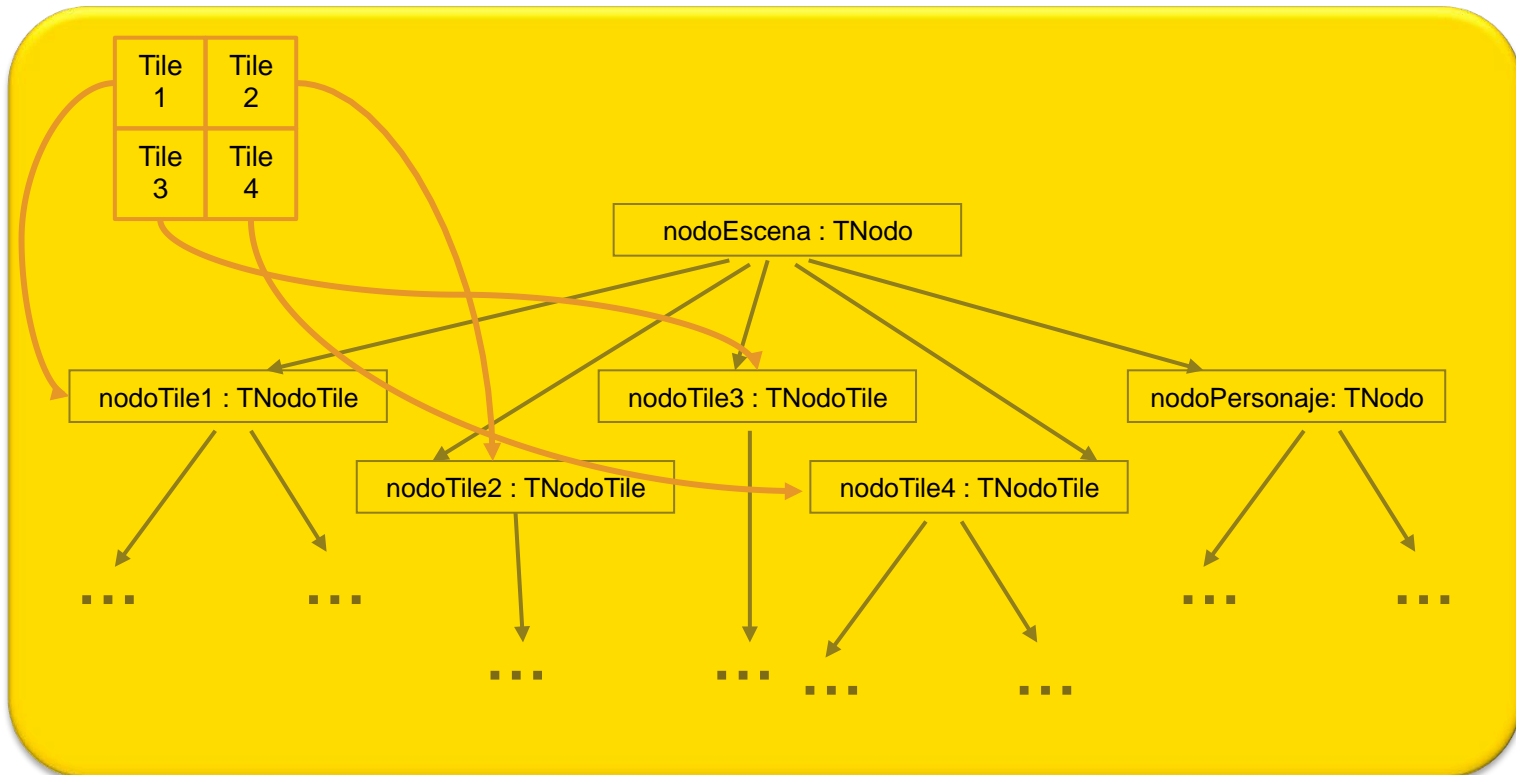 Tile
1
Tile
2
Tile
3
Tile
4
nodoEscena : TNodo
nodoTile1 : TNodoTile
nodoTile3 : TNodoTile
nodoPersonaje: TNodo
nodoTile2 : TNodoTile
nodoTile4 : TNodoTile
...
...
...
...
...
...
...
...